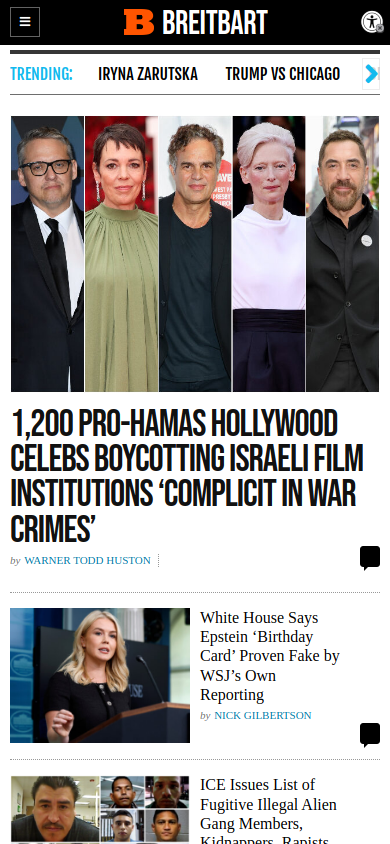 BREITBART
TRENDING: IRYNA ZARUTSKA TRUMP VS CHICAGO
1,200 PRO-HAMAS HOLLYWOOD
CELEBS BOYCOTTING ISRAELI FILM
INSTITUTIONS ‘COMPLICIT IN WAR
CRIMES’
by WARNER TODD HUSTON
White House Says
Epstein ‘Birthday
Card’ Proven Fake by
WSJ’s Own
Reporting
by NICK GILBERTSON
ICE Issues List of
Fugitive Illegal Alien
Gang Members,
Kidnappers, Rapists